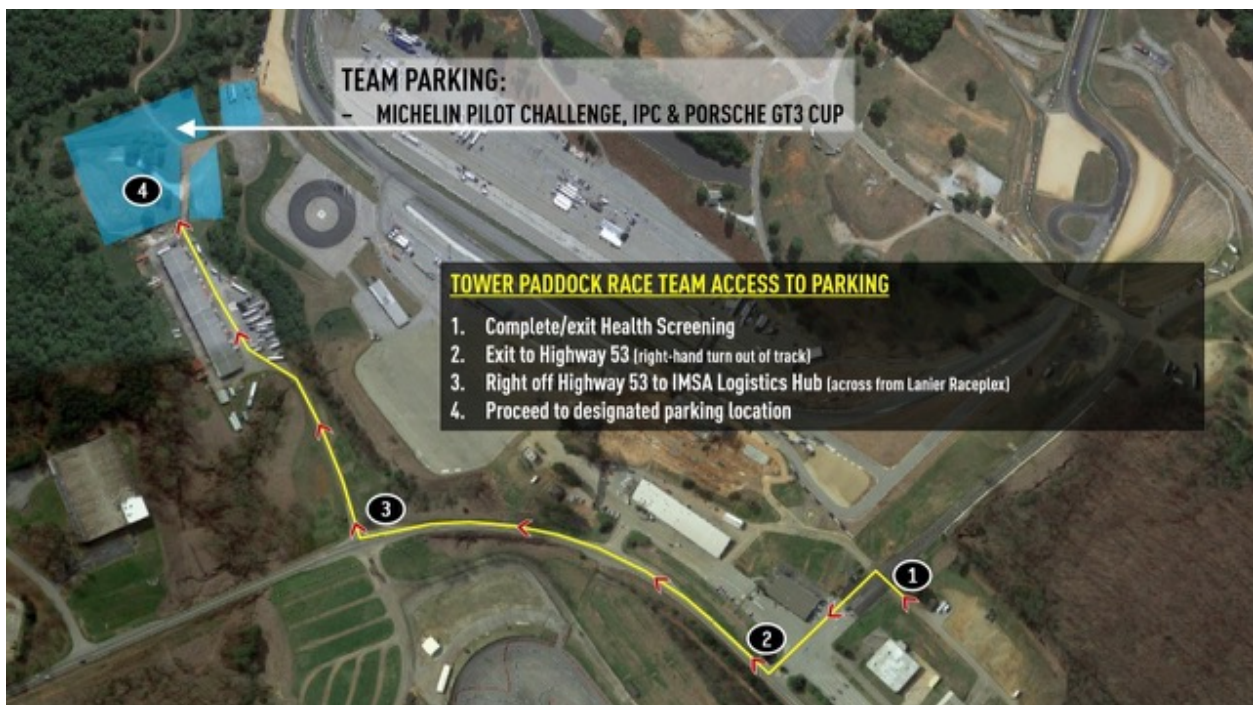 TEAM PARKING:
– MICHELIN PILOT CHALLENGE, IPC & PORSCHE GT3 CUP
4
TOWER PADDOCK RACE TEAM ACCESS TO PARKING
1. Complete/exit Health Screening
2. Exit to Highway 53 (right-hand turn out of track)
3. Right off Highway 53 to IMSA Logistics Hub (across from Lanier Raceplex)
4. Proceed to designated parking location
3
1
2